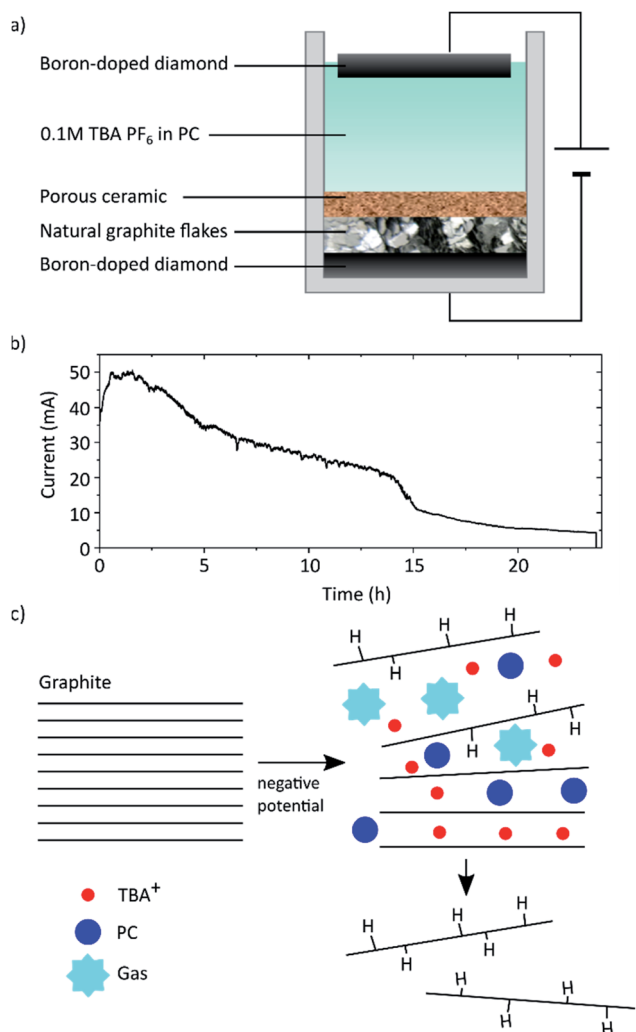 a)
Boron-doped diamond
0.1M TBA PF₆ in PC
Porous ceramic
Natural graphite flakes
Boron-doped diamond
b)
50
40
30
20
10
0
Current (mA)
0 5 10 15 20
Time (h)
c)
Graphite
negative
potential
H H H
H
H H
H
H H
H H
H H
H H
TBA⁺
PC
Gas